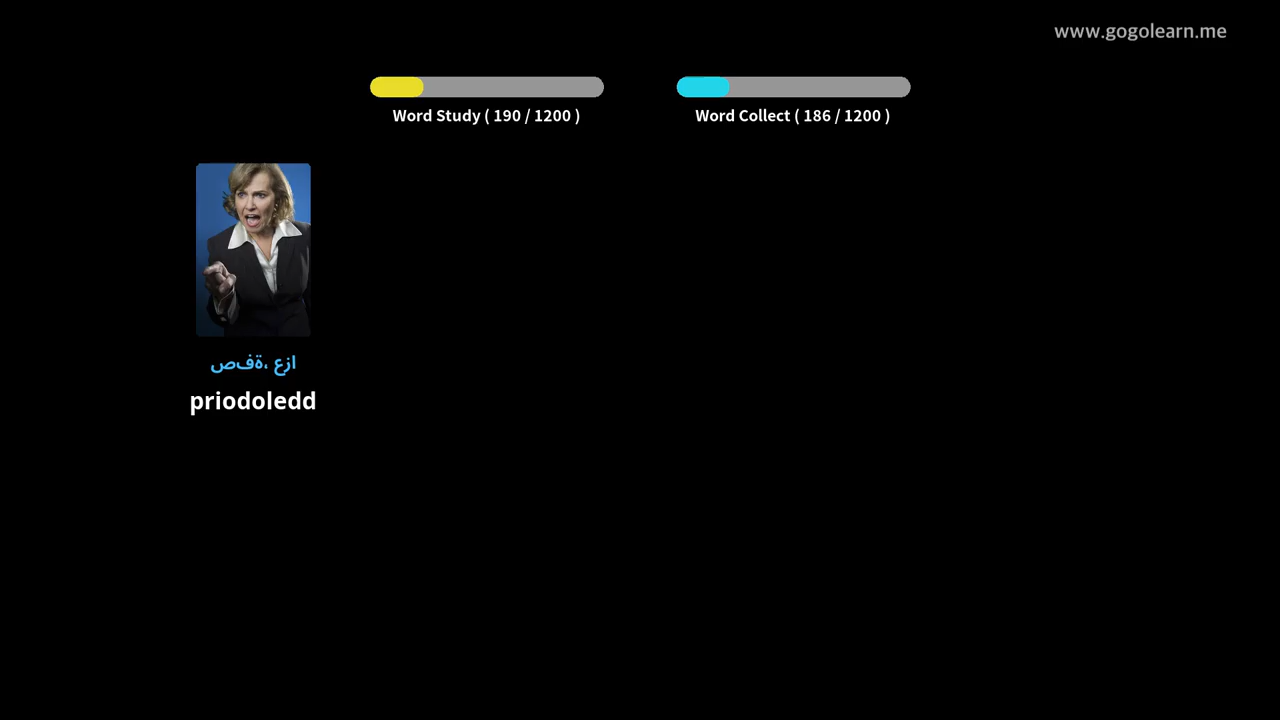 www.gogolearn.me
Word Study ( 190 / 1200 )
Word Collect ( 186 / 1200 )
ازع ،ةفص
priodoledd